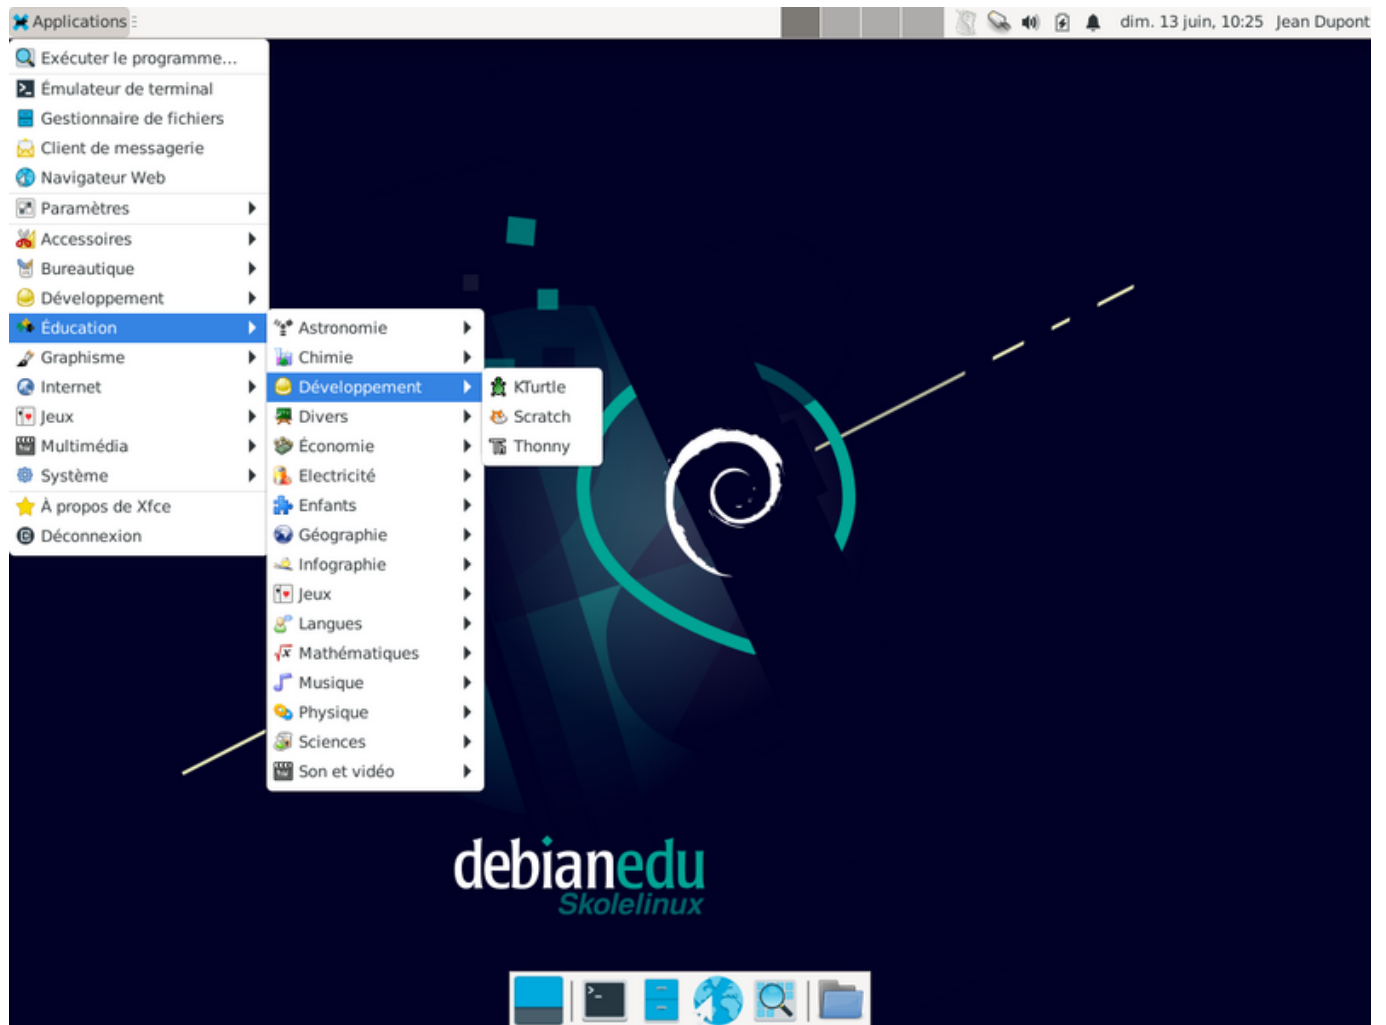 Applications
dim. 13 juin, 10:25 Jean Dupont
Exécuter le programme...
Émulateur de terminal
Gestionnaire de fichiers
Client de messagerie
Navigateur Web
Paramètres
Accessoires
Bureautique
Développement
Éducation
Graphisme
Internet
Jeux
Multimédia
Système
À propos de Xfce
Déconnexion
Astronomie
Chimie
Développement
Divers
Économie
Electricité
Enfants
Géographie
Infographie
Jeux
Langues
Mathématiques
Musique
Physique
Sciences
Son et vidéo
KTurtle
Scratch
Thonny
debianedu
Skolelinux